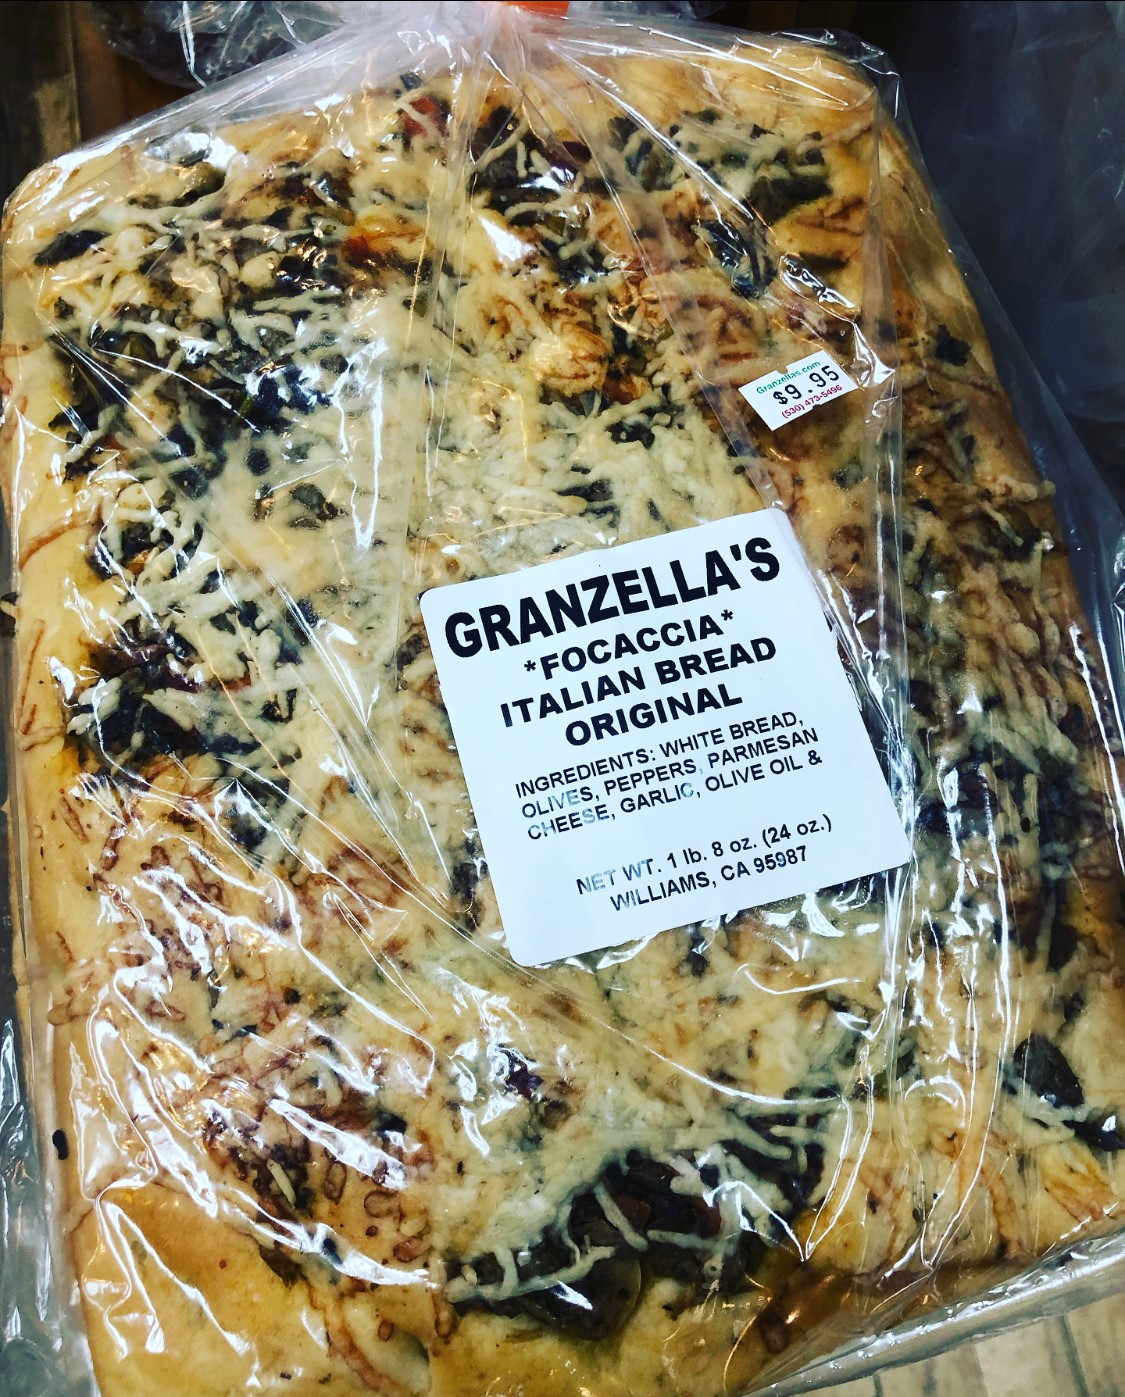 Granzellas.com
$9.95
(530) 473-5496
GRANZELLA'S
*FOCACCIA*
ITALIAN BREAD
ORIGINAL
INGREDIENTS: WHITE BREAD,
OLIVES, PEPPERS, PARMESAN
CHEESE, GARLIC, OLIVE OIL &
NET WT. 1 lb. 8 oz. (24 oz.)
WILLIAMS, CA 95987